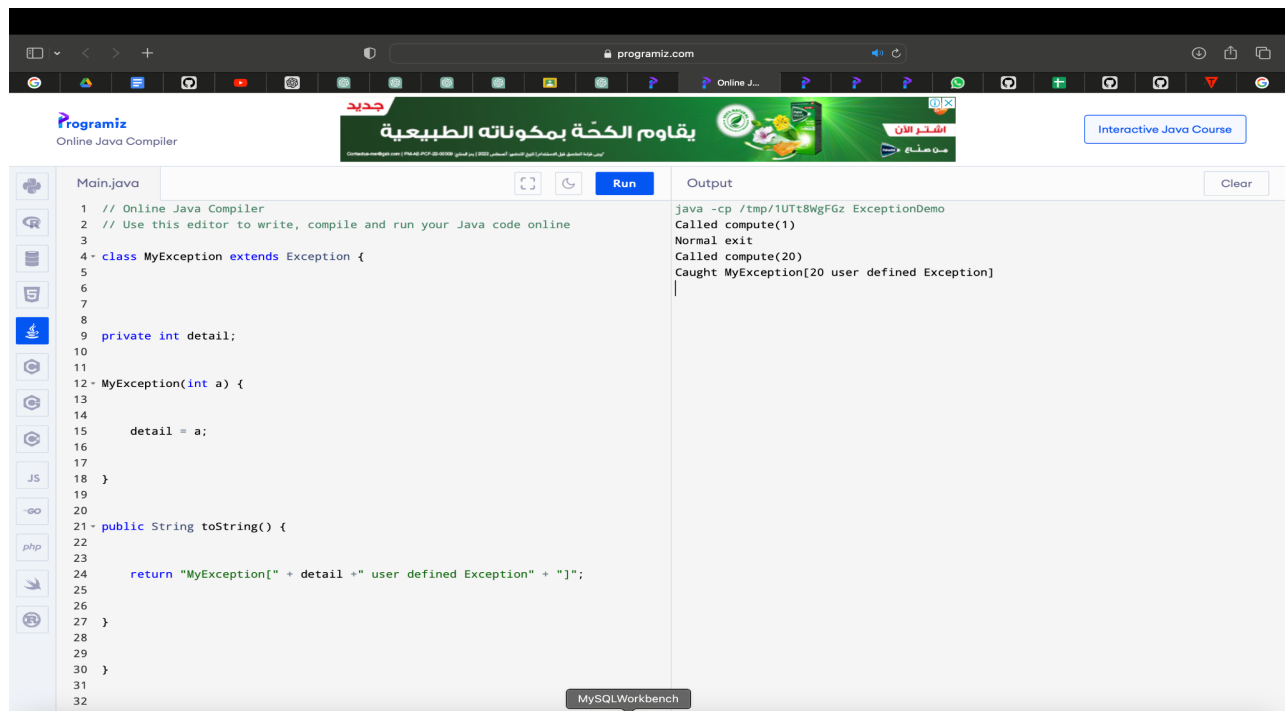 programiz.com
Online J...
Programiz
Online Java Compiler
جديد
يقاوم الكحّة بمكوناته الطبيعية
اشتر الآن
من صناع
Interactive Java Course
Main.java
Run
Output
Clear
1 // Online Java Compiler
2 // Use this editor to write, compile and run your Java code online
3
4 class MyException extends Exception {
5
6
7
8
9 private int detail;
10
11
12 MyException(int a) {
13
14
15 detail = a;
16
17
18 }
19
20
21 public String toString() {
22
23
24 return "MyException[" + detail +" user defined Exception" + "]";
25
26
27 }
28
29
30 }
31
32
java -cp /tmp/1UTt8WgFGz ExceptionDemo
Called compute(1)
Normal exit
Called compute(20)
Caught MyException[20 user defined Exception]
JS
GO
php
MySQLWorkbench